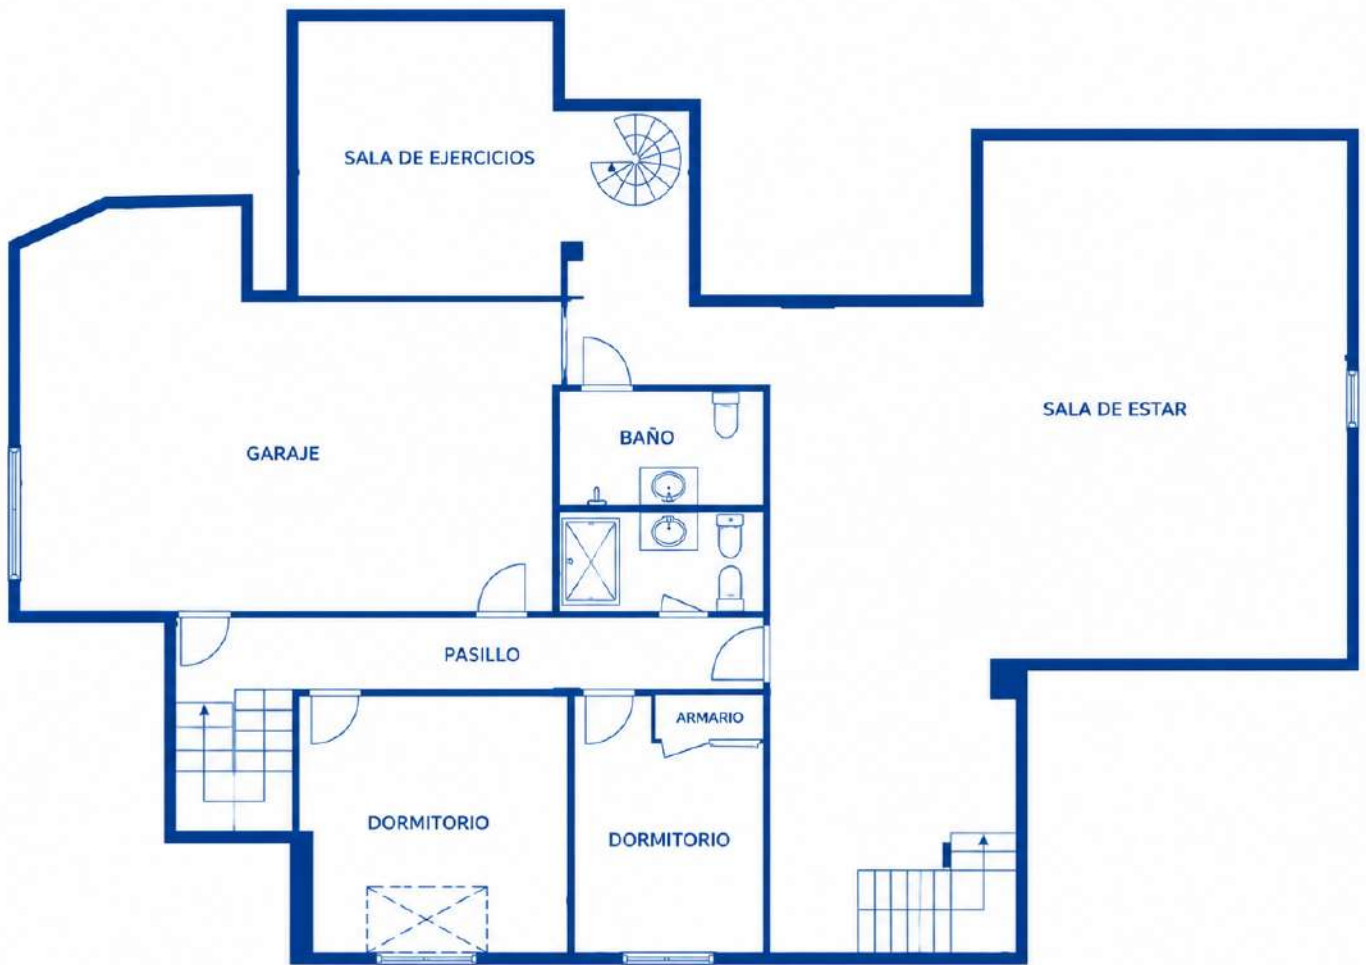 SALA DE EJERCICIOS
SALA DE ESTAR
BAÑO
GARAJE
PASILLO
ARMARIO
DORMITORIO
DORMITORIO